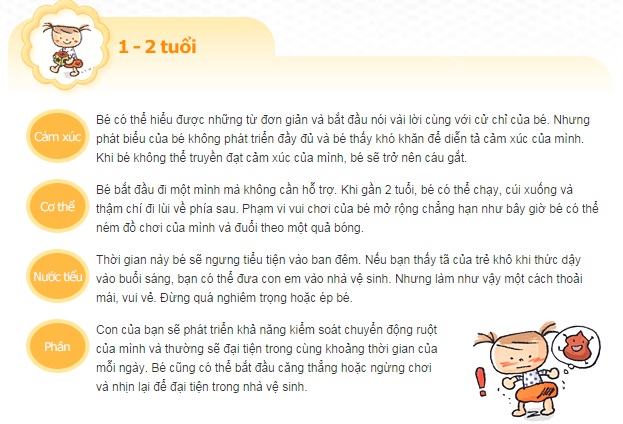 1 - 2 tuổi
Cảm xúc
Bé có thể hiểu được những từ đơn giản và bắt đầu nói vài lời cùng với cử chỉ của bé. Nhưng
phát biểu của bé không phát triển đầy đủ và bé thấy khó khăn để diễn tả cảm xúc của mình.
Khi bé không thể truyền đạt cảm xúc của mình, bé sẽ trở nên cáu gắt.
Cơ thể
Bé bắt đầu đi một mình mà không cần hỗ trợ. Khi gần 2 tuổi, bé có thể chạy, cúi xuống và
thậm chí đi lùi về phía sau. Phạm vi vui chơi của bé mở rộng chẳng hạn như bây giờ bé có thể
ném đồ chơi của mình và đuổi theo một quả bóng.
Nước tiểu
Thời gian này bé sẽ ngưng tiểu tiện vào ban đêm. Nếu bạn thấy tã của trẻ khô khi thức dậy
vào buổi sáng, bạn có thể đưa con em vào nhà vệ sinh. Nhưng làm như vậy một cách thoải
mái, vui vẻ. Đừng quá nghiêm trọng hoặc ép bé.
Phân
Con của bạn sẽ phát triển khả năng kiểm soát chuyển động ruột
của mình và thường sẽ đại tiện trong cùng khoảng thời gian của
mỗi ngày. Bé cũng có thể bắt đầu căng thẳng hoặc ngừng chơi
và nhịn lại để đại tiện trong nhà vệ sinh.